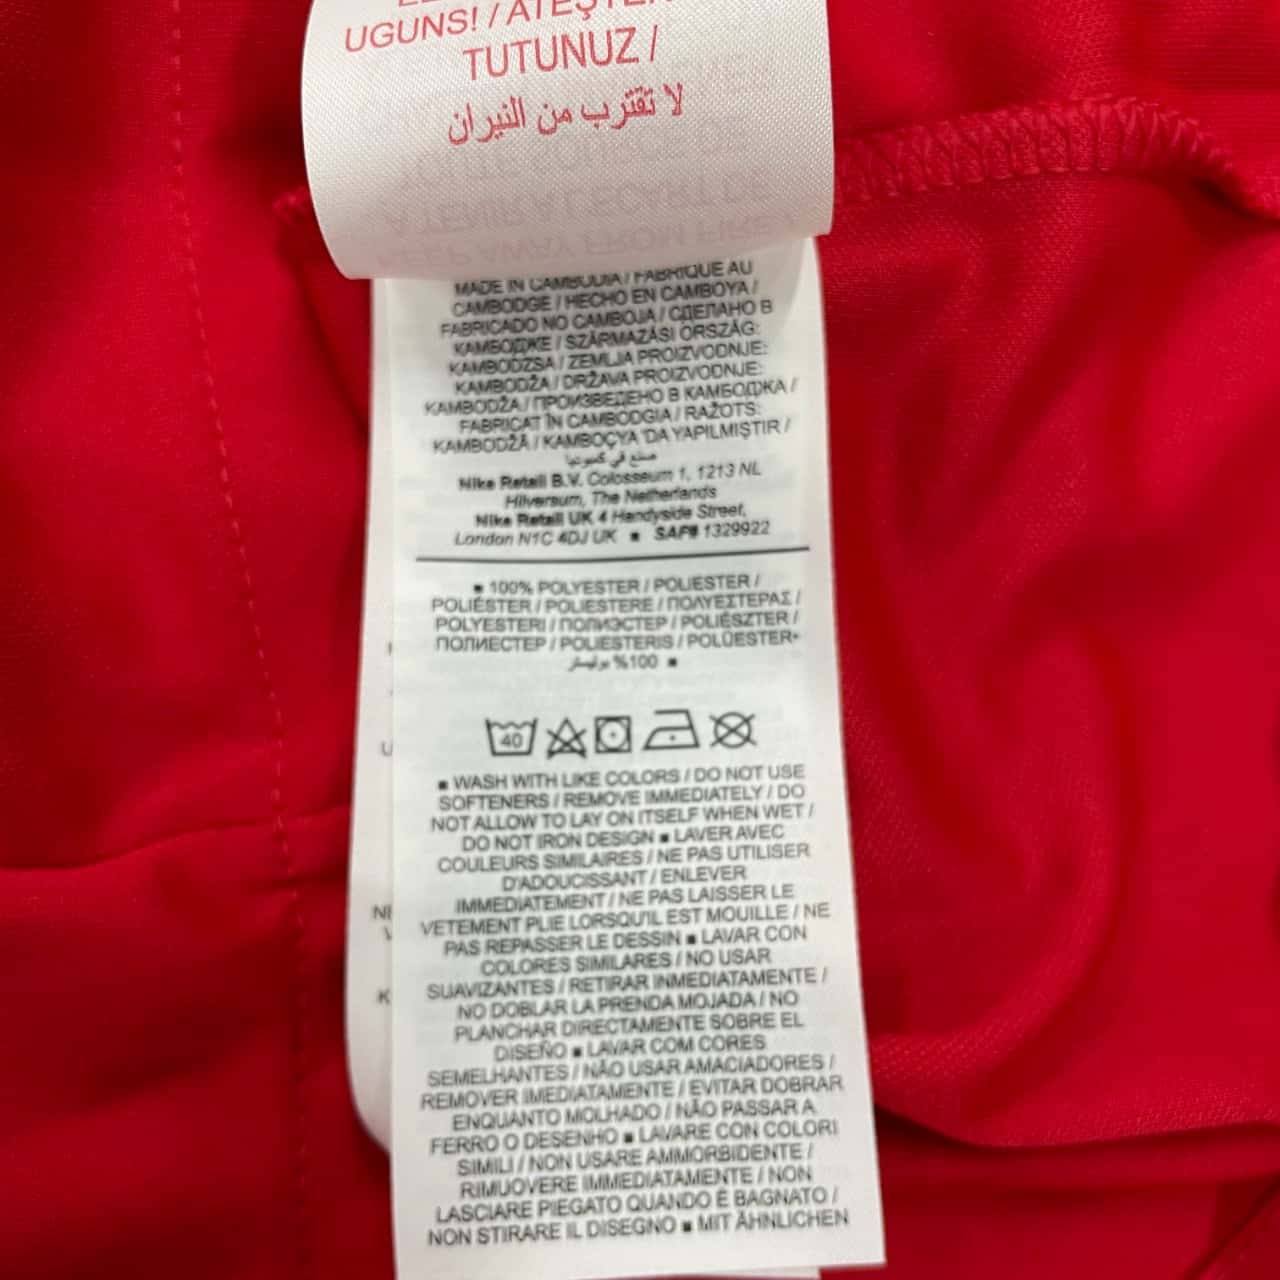 UGUNS! / ATEŞTEN
TUTUNUZ /
لا تقترب من النيران
MADE IN CAMBODIA / FABRIQUE AU
CAMBODGE / HECHO EN CAMBOYA /
FABRICADO NO CAMBOJA / СДЕЛАНО В
КАМБОДЖЕ / SZÁRMAZÁSI ORSZÁG:
KAMBODZSA / ZEMLJA PROIZVODNJE:
KAMBODŽA / DRŽAVA PROIZVODNJE:
KAMBODŽA / ПРОИЗВЕДЕНО В КАМБОДЖА /
FABRICAT ÎN CAMBODGIA / RAŽOTS:
KAMBODŽĀ / KAMBOÇYA 'DA YAPILMIŞTIR /
صنع في كمبوديا
Nike Retail B.V. Colosseum 1, 1213 NL
Hilversum, The Netherlands
Nike Retail UK 4 Handyside Street,
London N1C 4DJ UK ■ SAF# 1329922
■ 100% POLYESTER / POLIESTER /
POLIÉSTER / POLIESTERE / ΠΟΛΥΕΣΤΕΡΑΣ /
POLYESTERI / ПОЛИЭСТЕР / POLIÉSZTER /
ПОЛИЕСТЕР / POLIESTERIS / POLÜESTER▪
100% بوليستر ■
40
■ WASH WITH LIKE COLORS / DO NOT USE
SOFTENERS / REMOVE IMMEDIATELY / DO
NOT ALLOW TO LAY ON ITSELF WHEN WET /
DO NOT IRON DESIGN ■ LAVER AVEC
COULEURS SIMILAIRES / NE PAS UTILISER
D'ADOUCISSANT / ENLEVER
IMMEDIATEMENT / NE PAS LAISSER LE
VETEMENT PLIE LORSQU'IL EST MOUILLE / NE
PAS REPASSER LE DESSIN ■ LAVAR CON
COLORES SIMILARES / NO USAR
SUAVIZANTES / RETIRAR INMEDIATAMENTE /
NO DOBLAR LA PRENDA MOJADA / NO
PLANCHAR DIRECTAMENTE SOBRE EL
DISEÑO ■ LAVAR COM CORES
SEMELHANTES / NÃO USAR AMACIADORES /
REMOVER IMEDIATAMENTE / EVITAR DOBRAR
ENQUANTO MOLHADO / NÃO PASSAR A
FERRO O DESENHO ■ LAVARE CON COLORI
SIMILI / NON USARE AMMORBIDENTE /
RIMUOVERE IMMEDIATAMENTE / NON
LASCIARE PIEGATO QUANDO È BAGNATO /
NON STIRARE IL DISEGNO ■ MIT ÄHNLICHEN